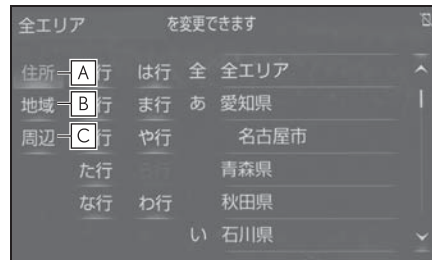 全エリア を変更できます
住所 A 行 は行 全 全エリア
地域 B 行 ま行 あ 愛知県
周辺 C 行 や行 名古屋市
た行 青森県
な行 わ行 秋田県
い 石川県